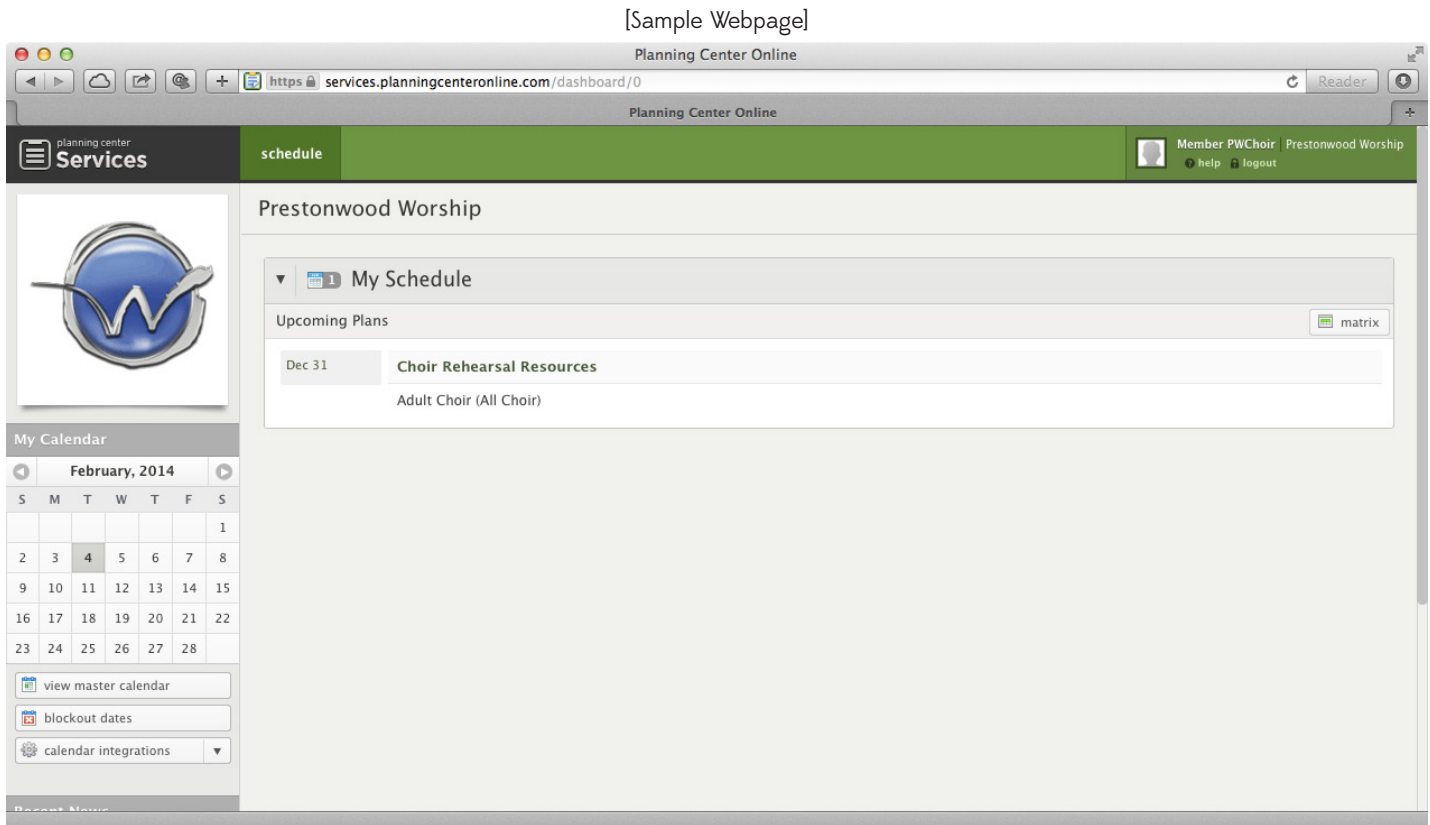 [Sample Webpage]
Planning Center Online
https services.planningcenteronline.com/dashboard/0 Reader
Planning Center Online
planning center
Services
schedule
Member PWChoir Prestonwood Worship
help logout
W
Prestonwood Worship
1 My Schedule
Upcoming Plans matrix
Dec 31 Choir Rehearsal Resources
Adult Choir (All Choir)
My Calendar
February, 2014
S M T W T F S
1
2 3 4 5 6 7 8
9 10 11 12 13 14 15
16 17 18 19 20 21 22
23 24 25 26 27 28
view master calendar
blockout dates
calendar integrations
Recent News